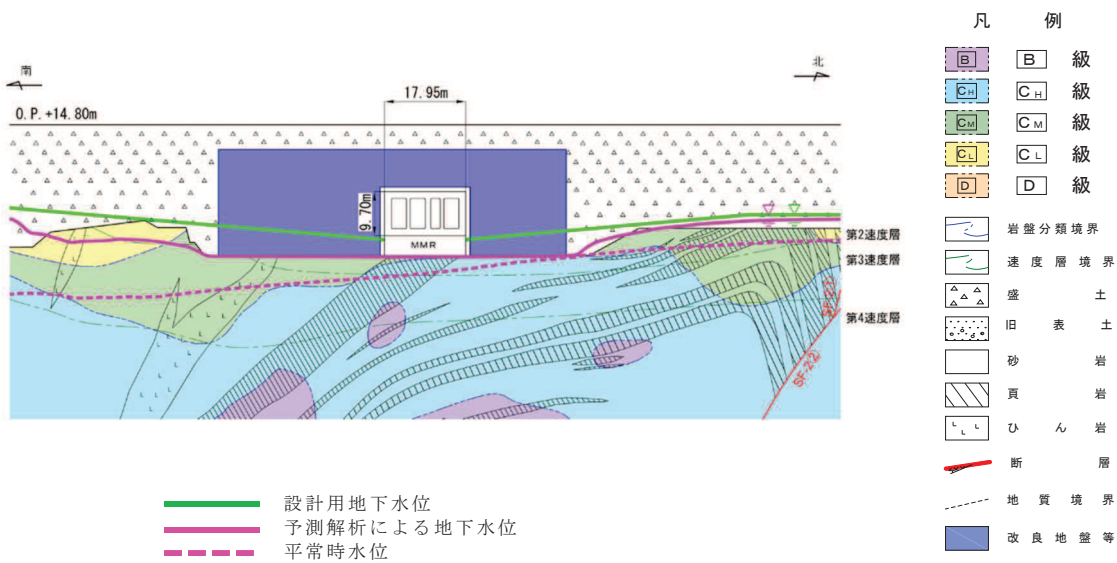 凡例
B B 級
CH CH 級
CM CM 級
CL CL 級
D D 級
岩盤分類境界
速度層境界
盛土
旧表土
砂岩
頁岩
ひん岩
断層
地質境界
改良地盤等
南
北
17.95m
O.P.+14.80m
9.70m
MMR
第2速度層
第3速度層
第4速度層
SF-2(2)
設計用地下水位
予測解析による地下水位
平常時水位